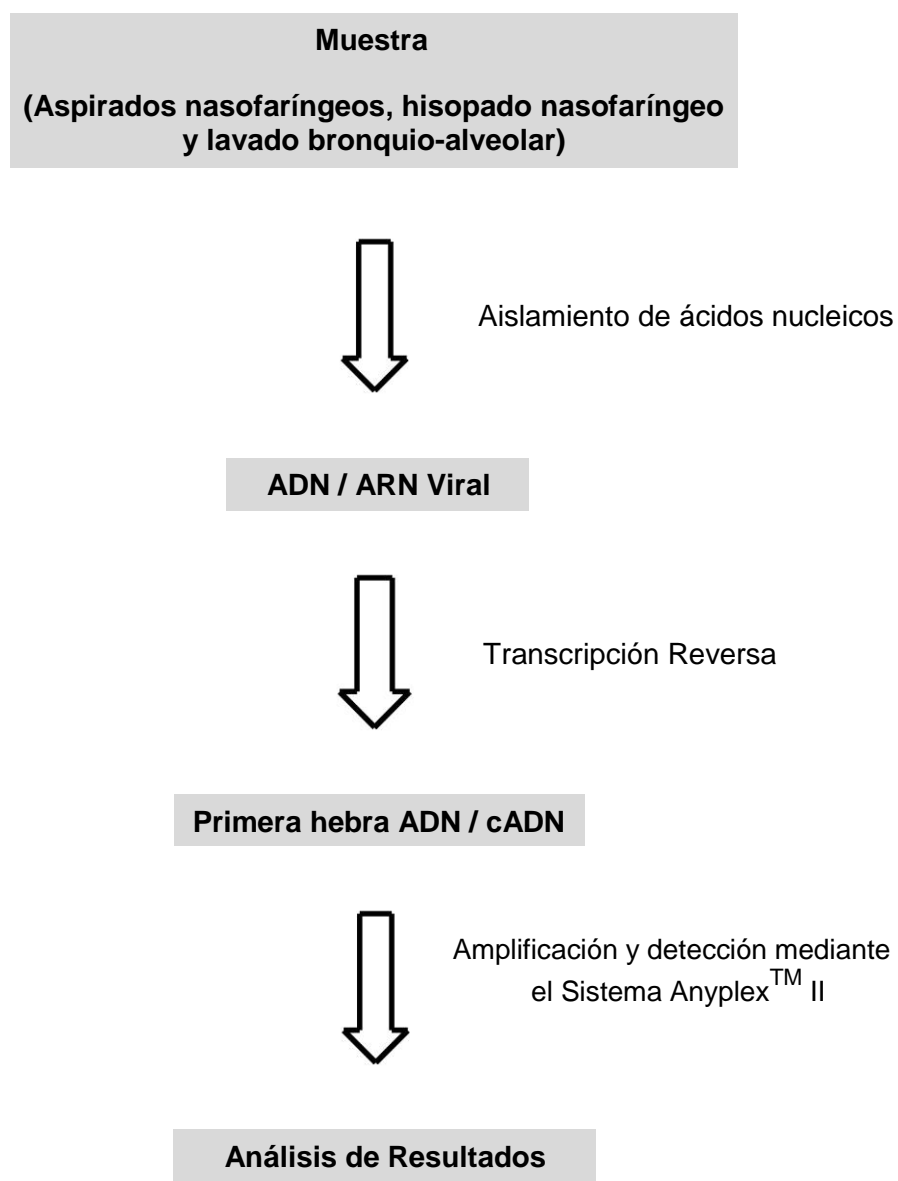 Muestra
(Aspirados nasofaríngeos, hisopado nasofaríngeo
y lavado bronquio-alveolar)
Aislamiento de ácidos nucleicos
ADN / ARN Viral
Transcripción Reversa
Primera hebra ADN / cADN
Amplificación y detección mediante
el Sistema Anyplex™ II
Análisis de Resultados